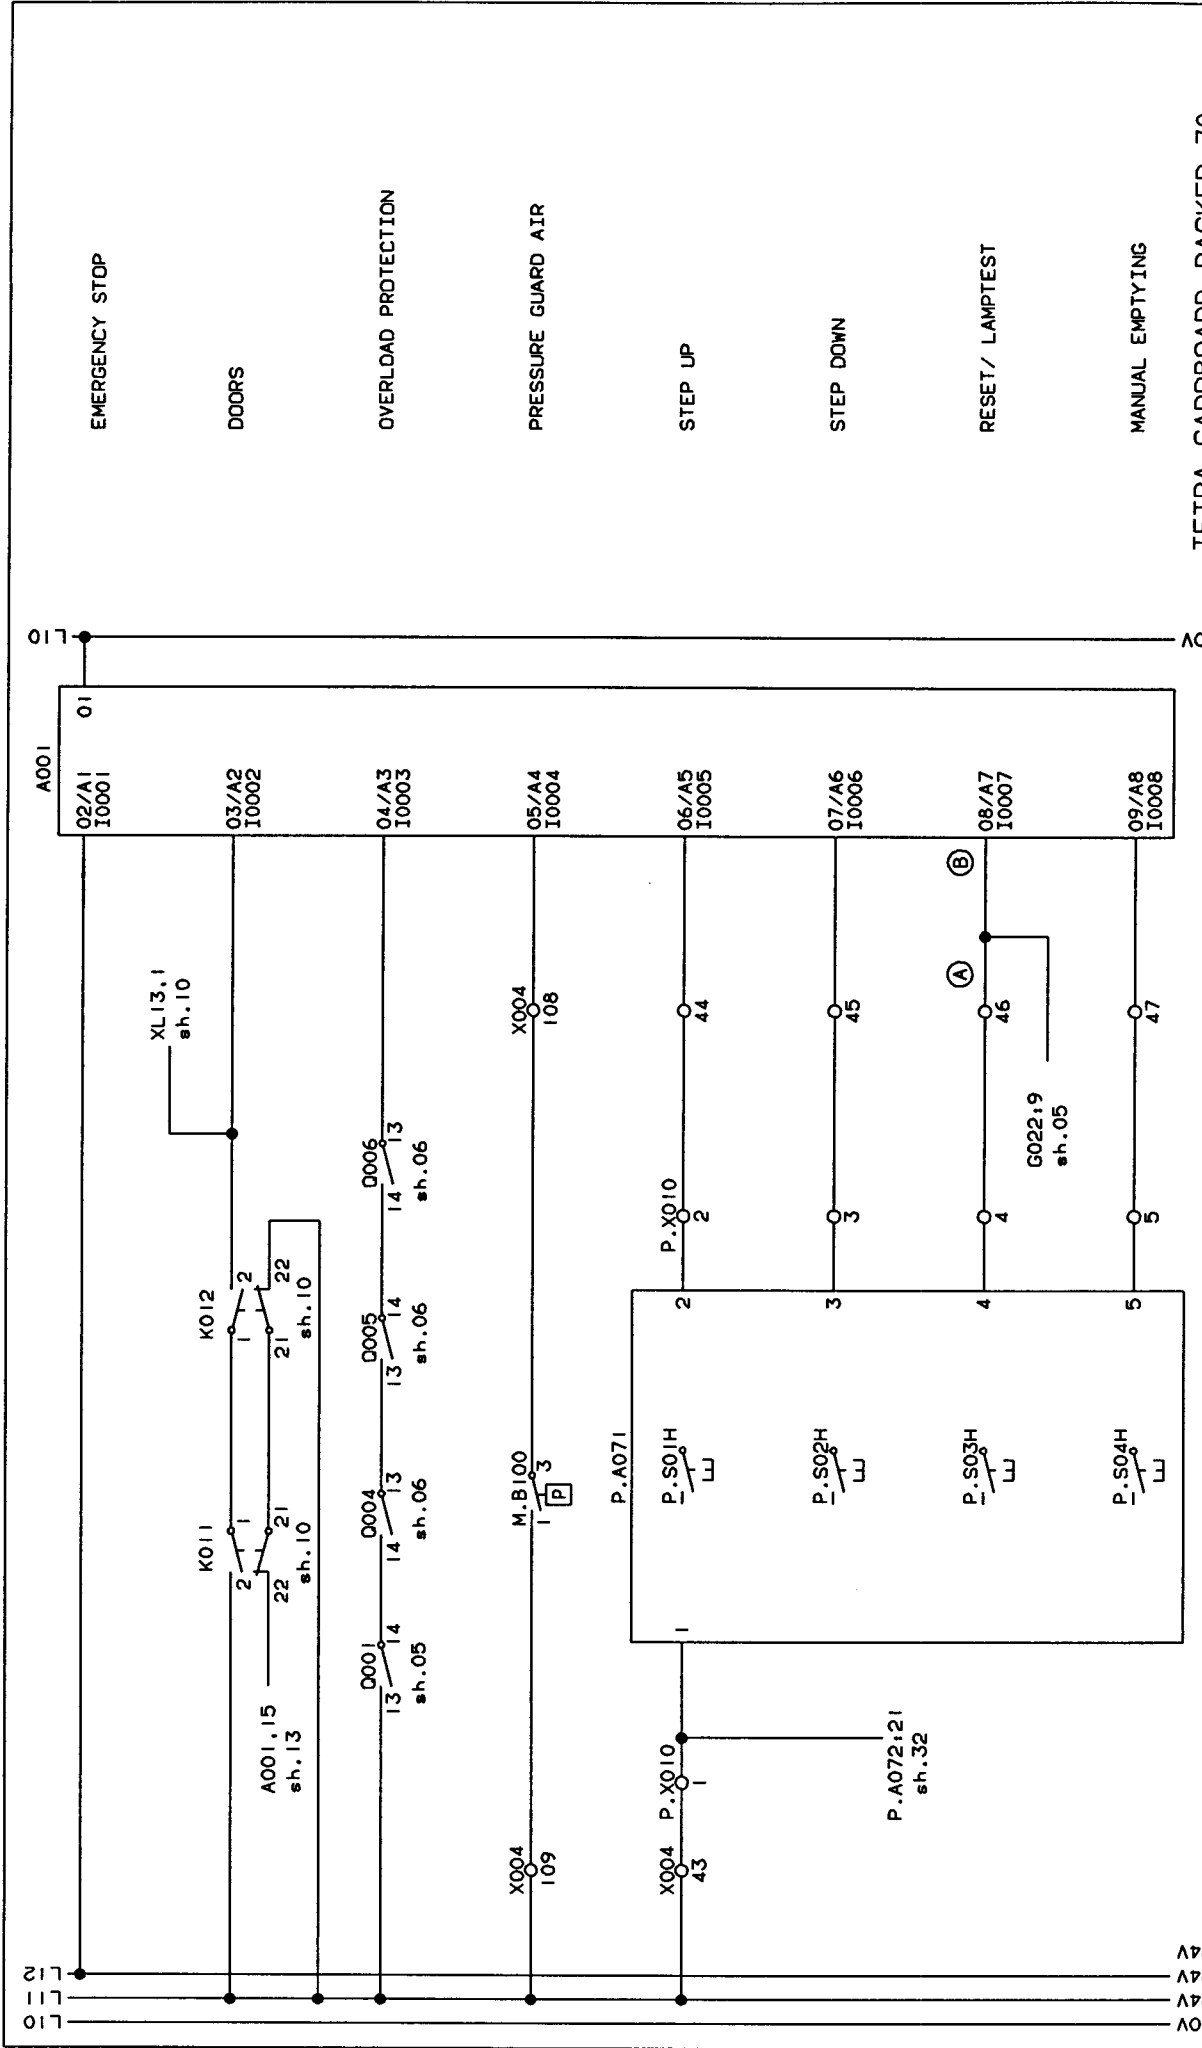 L10
L11
L12
L10
A001
01
02/A1
I0001
EMERGENCY STOP
XL13.1
sh.10
K011
2
1
22
21
sh.10
K012
1
2
21
22
sh.10
A001.15
sh.13
03/A2
I0002
DOORS
Q001
13
14
sh.05
Q004
14
13
sh.06
Q005
13
14
sh.06
Q006
14
13
sh.06
04/A3
I0003
OVERLOAD PROTECTION
X004
109
M.B100
1
3
P
X004
108
05/A4
I0004
PRESSURE GUARD AIR
X004
43
P.X010
1
P.A072:21
sh.32
P.A071
1
P.S01H
2
P.X010
2
44
06/A5
I0005
STEP UP
P.S02H
3
3
45
07/A6
I0006
STEP DOWN
P.S03H
4
4
46
A
B
G022:9
sh.05
08/A7
I0007
RESET/ LAMPTEST
P.S04H
5
5
47
09/A8
I0008
MANUAL EMPTYING
0V
4V
4V
4V
0V